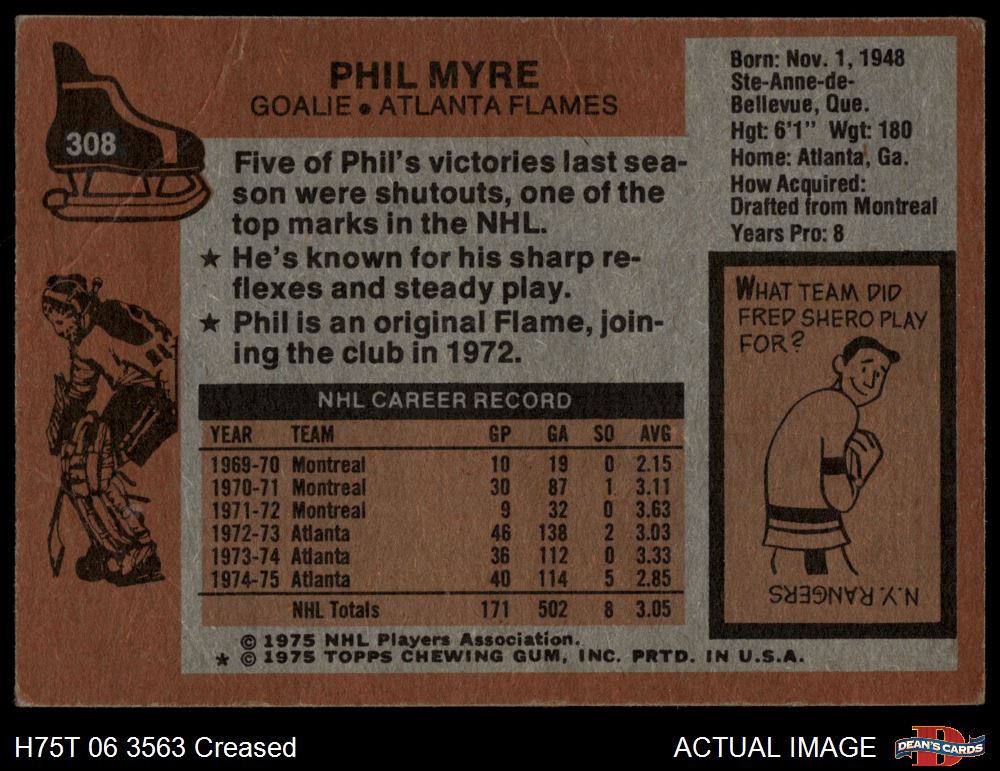 308
PHIL MYRE
GOALIE • ATLANTA FLAMES
Five of Phil's victories last sea-
son were shutouts, one of the
top marks in the NHL.
★ He's known for his sharp re-
flexes and steady play.
★ Phil is an original Flame, join-
ing the club in 1972.
NHL CAREER RECORD
YEAR TEAM GP GA SO AVG
1969-70 Montreal 10 19 0 2.15
1970-71 Montreal 30 87 1 3.11
1971-72 Montreal 9 32 0 3.63
1972-73 Atlanta 46 138 2 3.03
1973-74 Atlanta 36 112 0 3.33
1974-75 Atlanta 40 114 5 2.85
NHL Totals 171 502 8 3.05
© 1975 NHL Players Association.
★ © 1975 TOPPS CHEWING GUM, INC. PRTD. IN U.S.A.
Born: Nov. 1, 1948
Ste-Anne-de-
Bellevue, Que.
Hgt: 6'1" Wgt: 180
Home: Atlanta, Ga.
How Acquired:
Drafted from Montreal
Years Pro: 8
WHAT TEAM DID
FRED SHERO PLAY
FOR?
N.Y. RANGERS
H75T 06 3563 Creased
ACTUAL IMAGE
D
DEAN'S CARDS